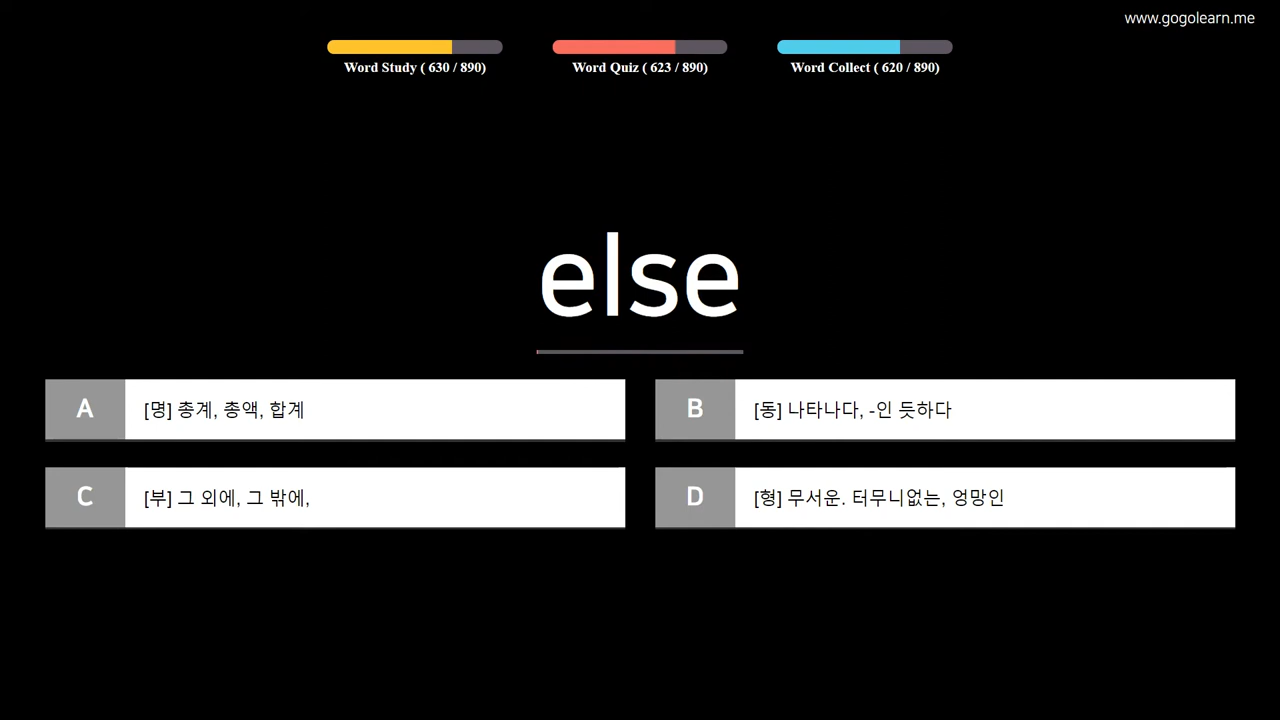 www.gogolearn.me
Word Study ( 630 / 890)
Word Quiz ( 623 / 890)
Word Collect ( 620 / 890)
else
A [명] 총계, 총액, 합계
B [동] 나타나다, -인 듯하다
C [부] 그 외에, 그 밖에,
D [형] 무서운. 터무니없는, 엉망인